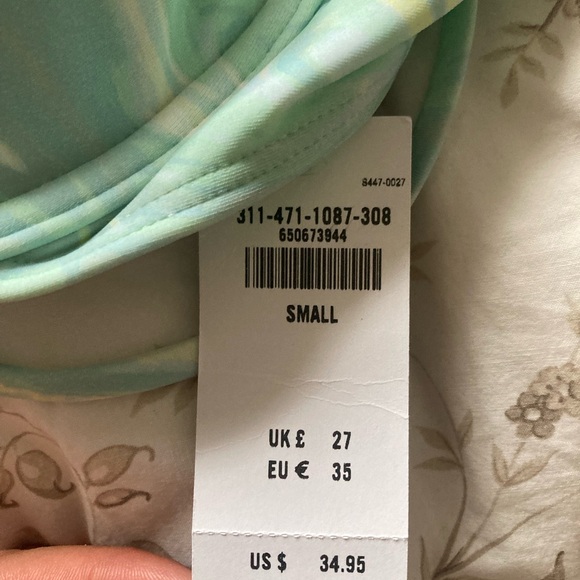 8447-0027
311-471-1087-308
650673944
SMALL
UK £ 27
EU € 35
US $ 34.95